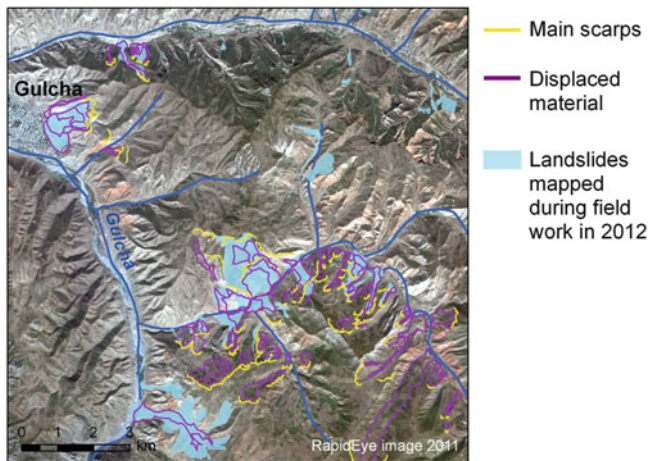 Gulcha
Gulcha
0 1 2 3
km
RapidEye image 2011
Main scarps
Displaced
material
Landslides
mapped
during field
work in 2012